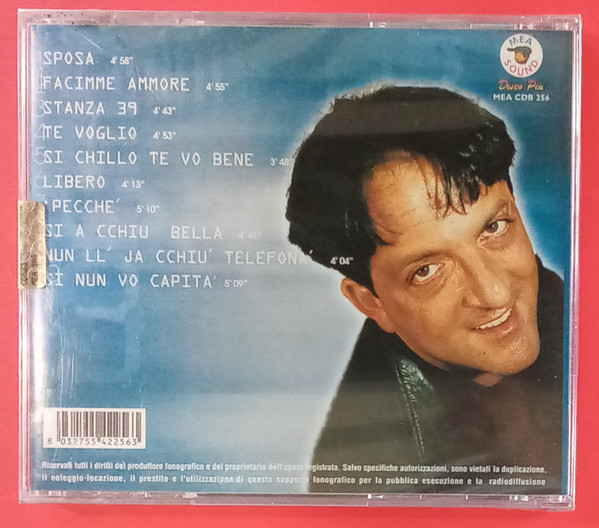 SPOSA 4'58"
FACIMME AMMORE 4'55"
STANZA 39 4'43"
TE VOGLIO 4'53"
SI CHILLO TE VO BENE 3'48"
LIBERO 4'13"
PECCHE' 5'10"
SI A CCHIU BELLA 4'41"
NUN LL' JA CCHIU' TELEFONA' 4'04"
SI NUN VO CAPITA' 5'09"
MEA SOUND
Disco Più
MEA CDB 256
8 032755 422563
Riservati tutti i diritti del produttore fonografico e del proprietario dell'opera registrata. Salvo specifiche autorizzazioni, sono vietati la duplicazione,
il noleggio-locazione, il prestito e l'utilizzazione di questo supporto fonografico per la pubblica esecuzione e la radiodiffusione